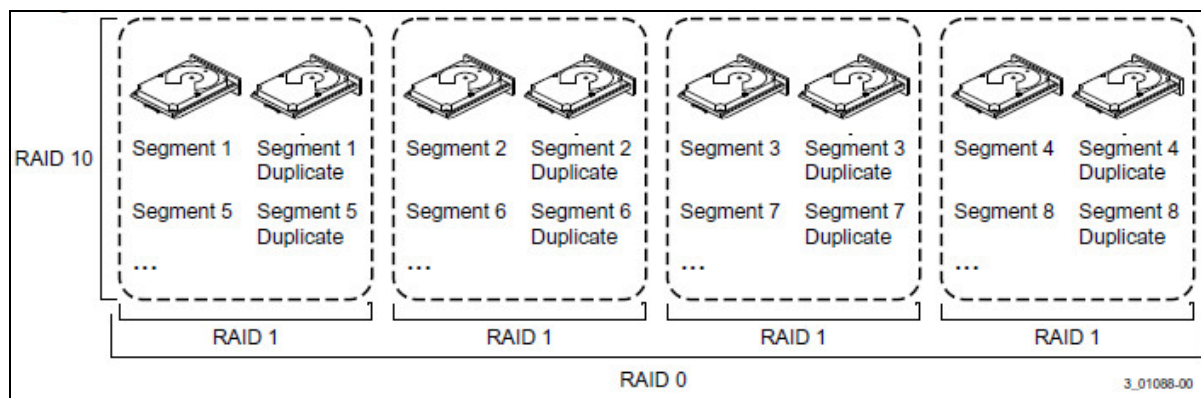 RAID 10
Segment 1 Segment 1 Duplicate
Segment 5 Segment 5 Duplicate
...
RAID 1
Segment 2 Segment 2 Duplicate
Segment 6 Segment 6 Duplicate
...
RAID 1
Segment 3 Segment 3 Duplicate
Segment 7 Segment 7 Duplicate
...
RAID 1
Segment 4 Segment 4 Duplicate
Segment 8 Segment 8 Duplicate
...
RAID 1
RAID 0
3_01088-00